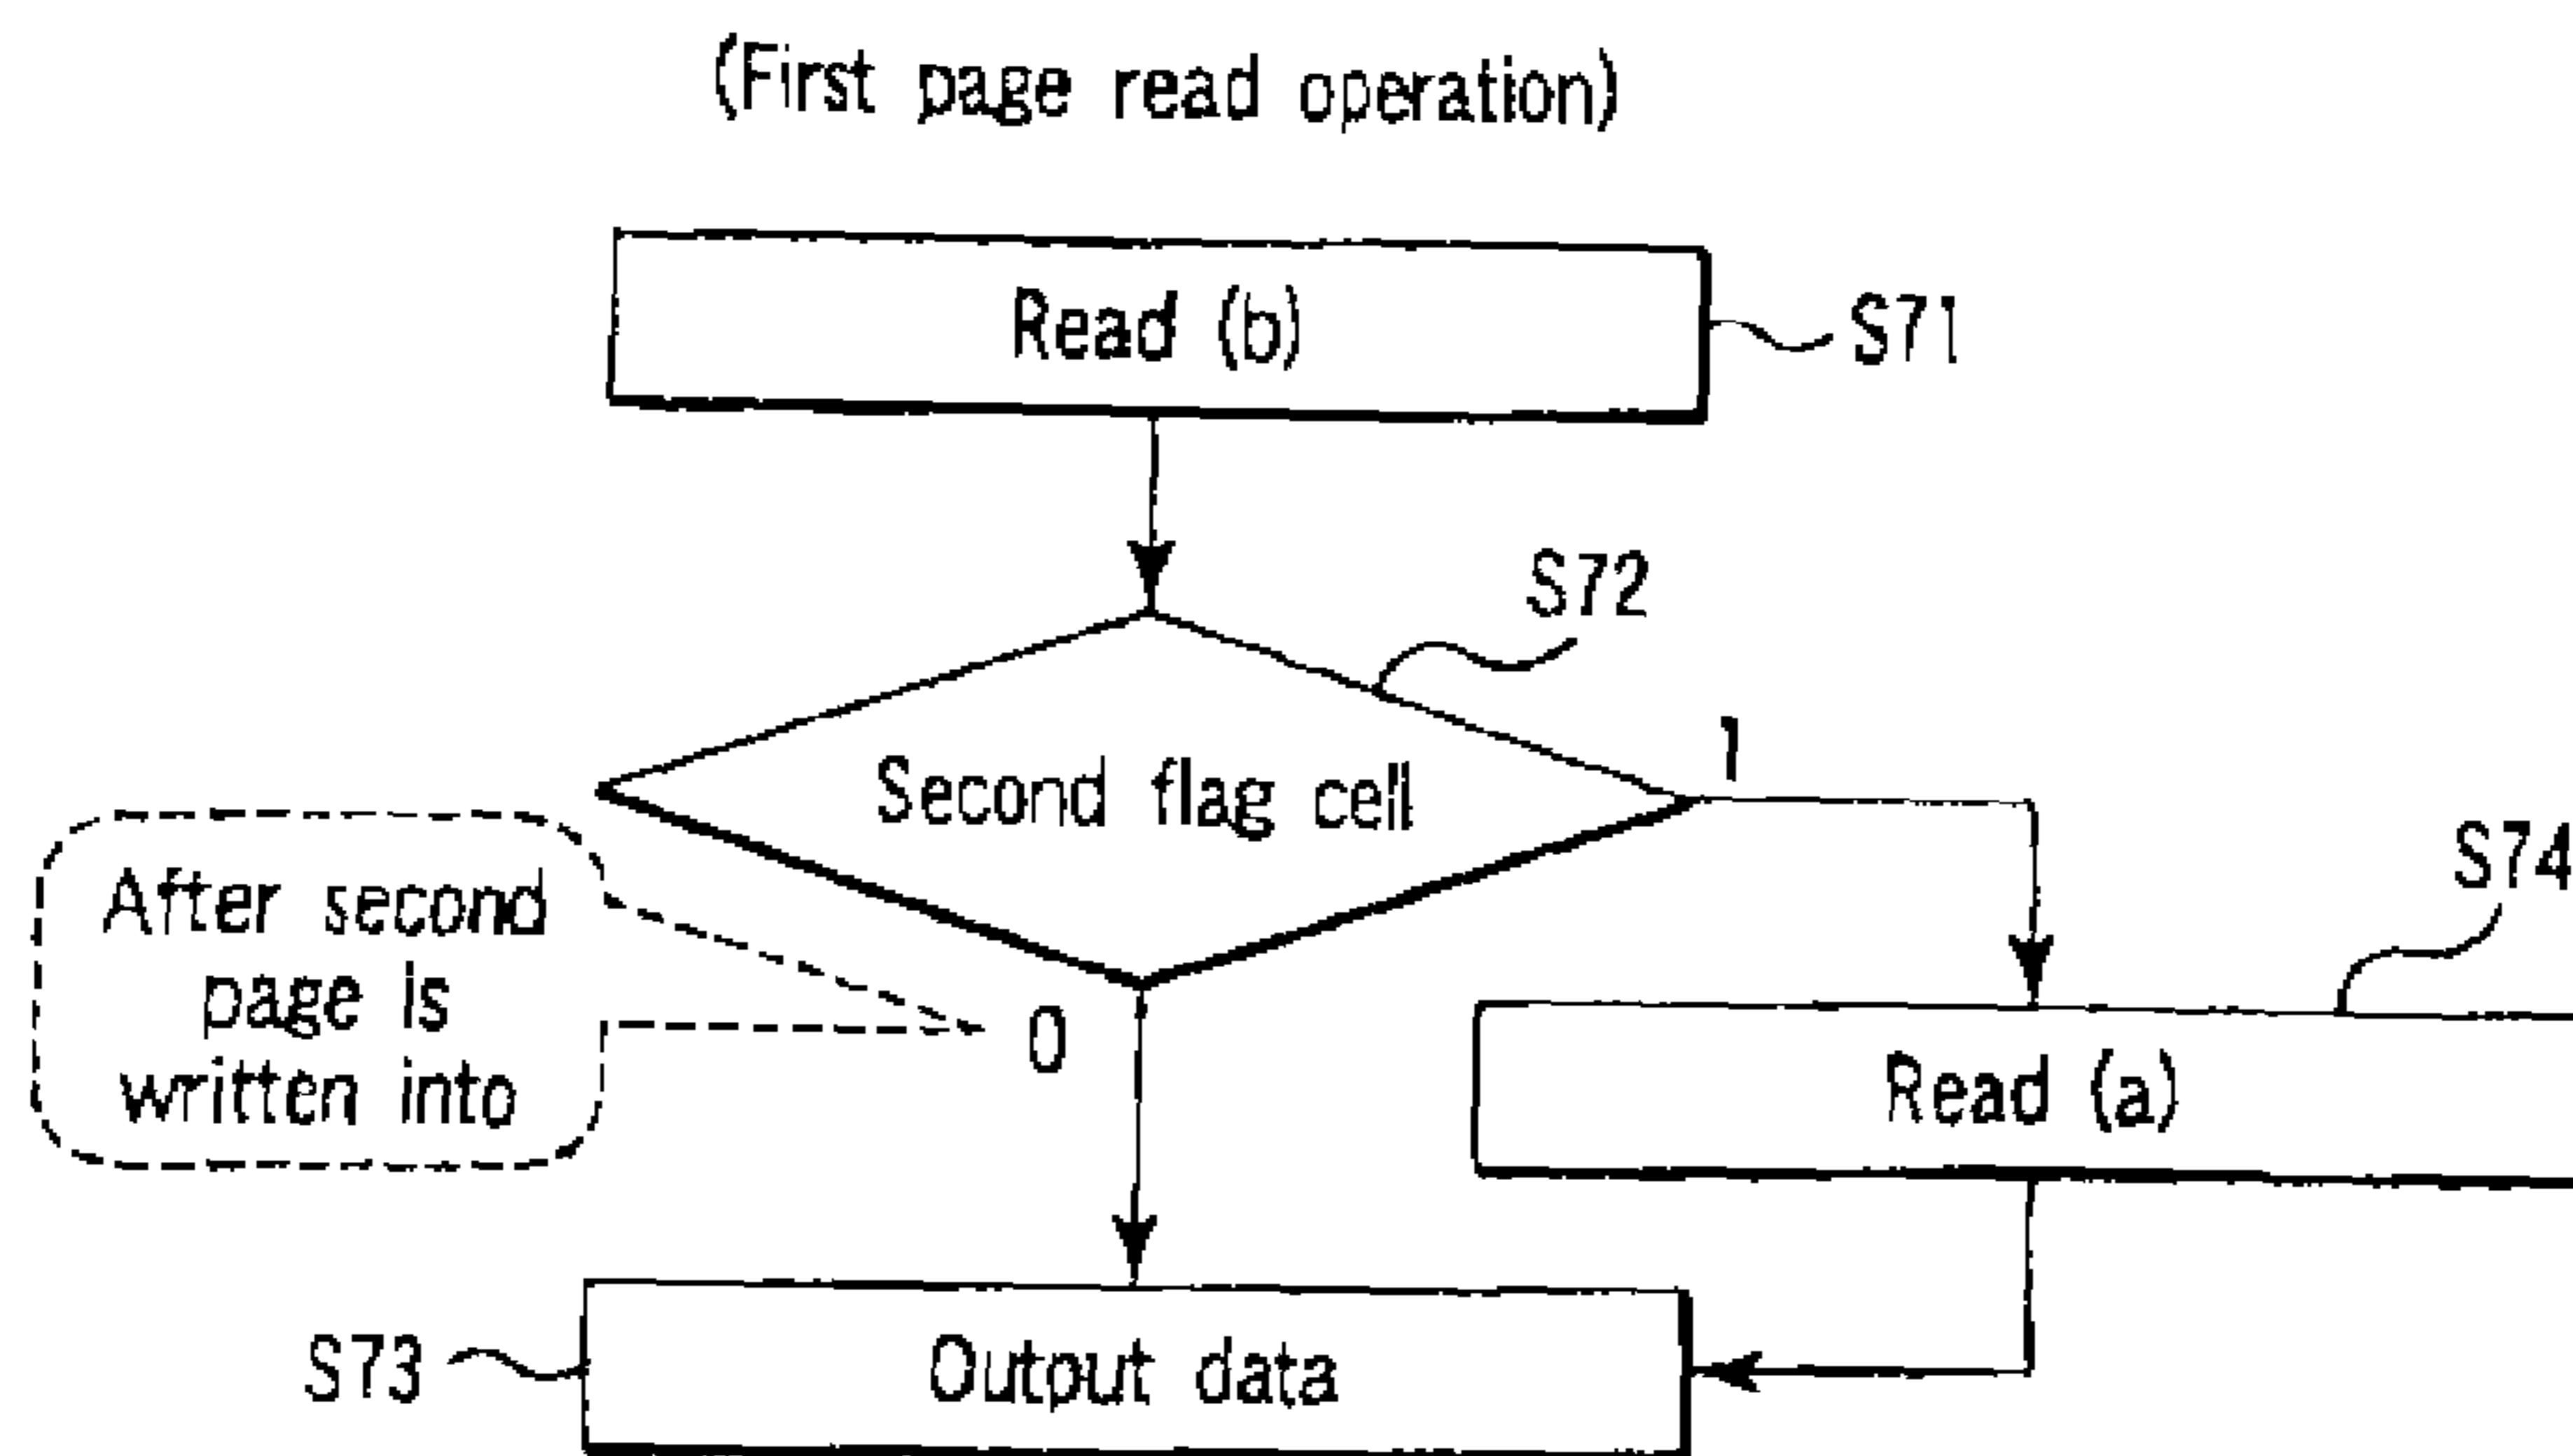 (First page read operation)
Read (b)
S71
S72
Second flag cell
1
After second
page is
written into
0
S74
Read (a)
S73
Output data